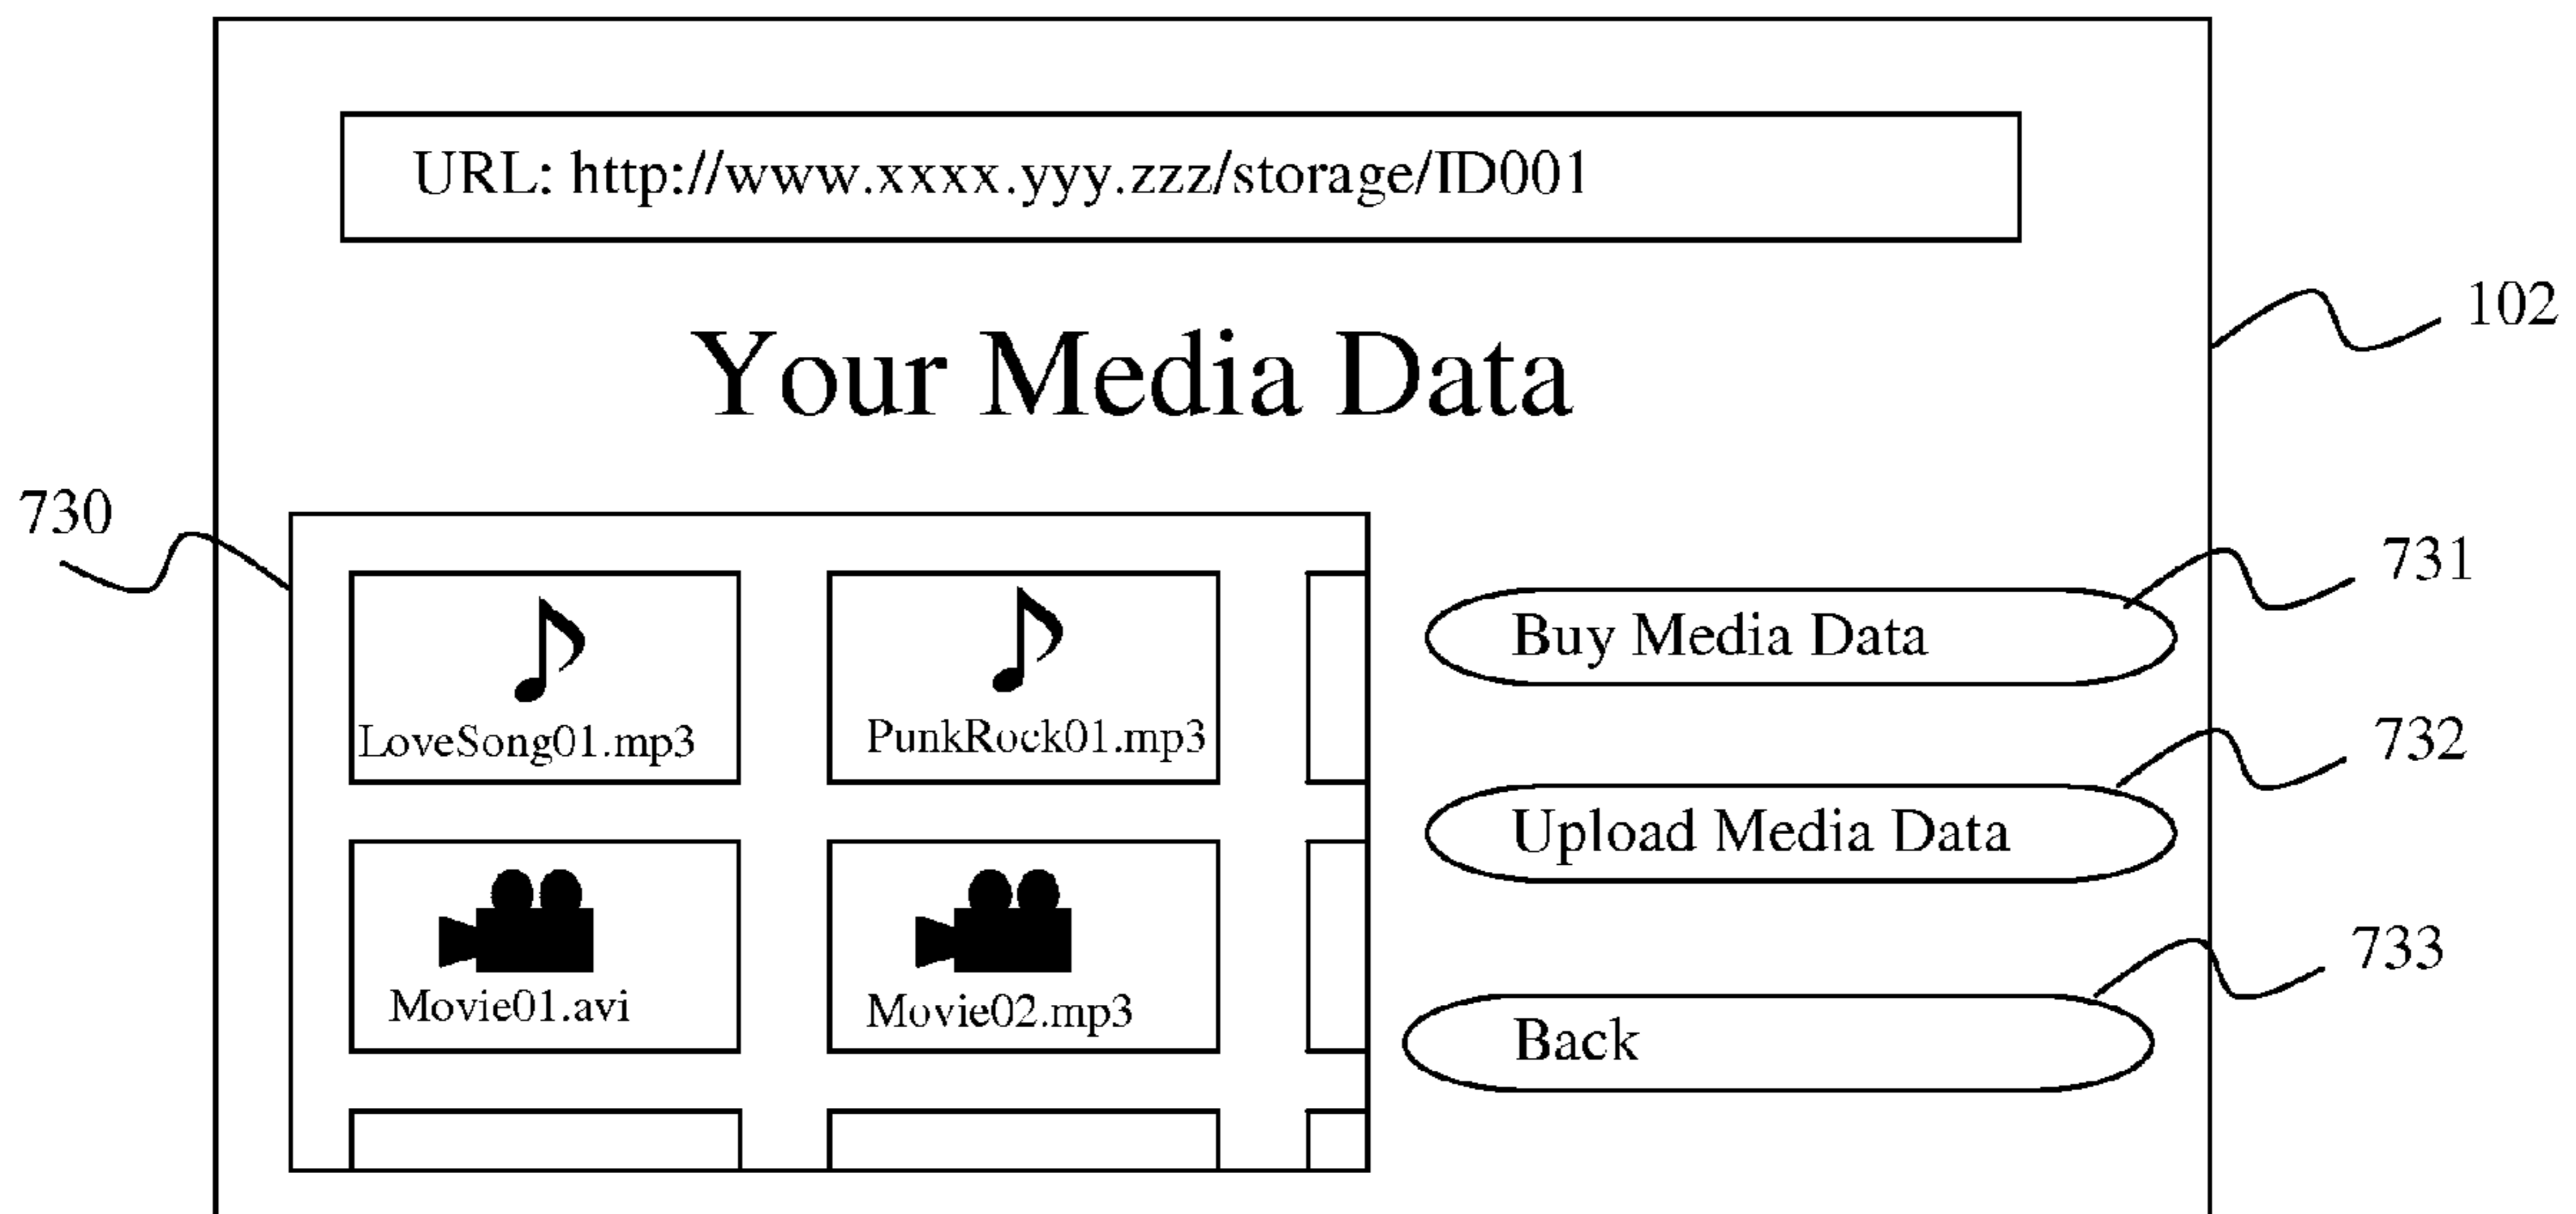 URL: http://www.xxxx.yyy.zzz/storage/ID001
102
Your Media Data
730
731
LoveSong01.mp3
PunkRock01.mp3
Buy Media Data
732
Upload Media Data
733
Movie01.avi
Movie02.mp3
Back